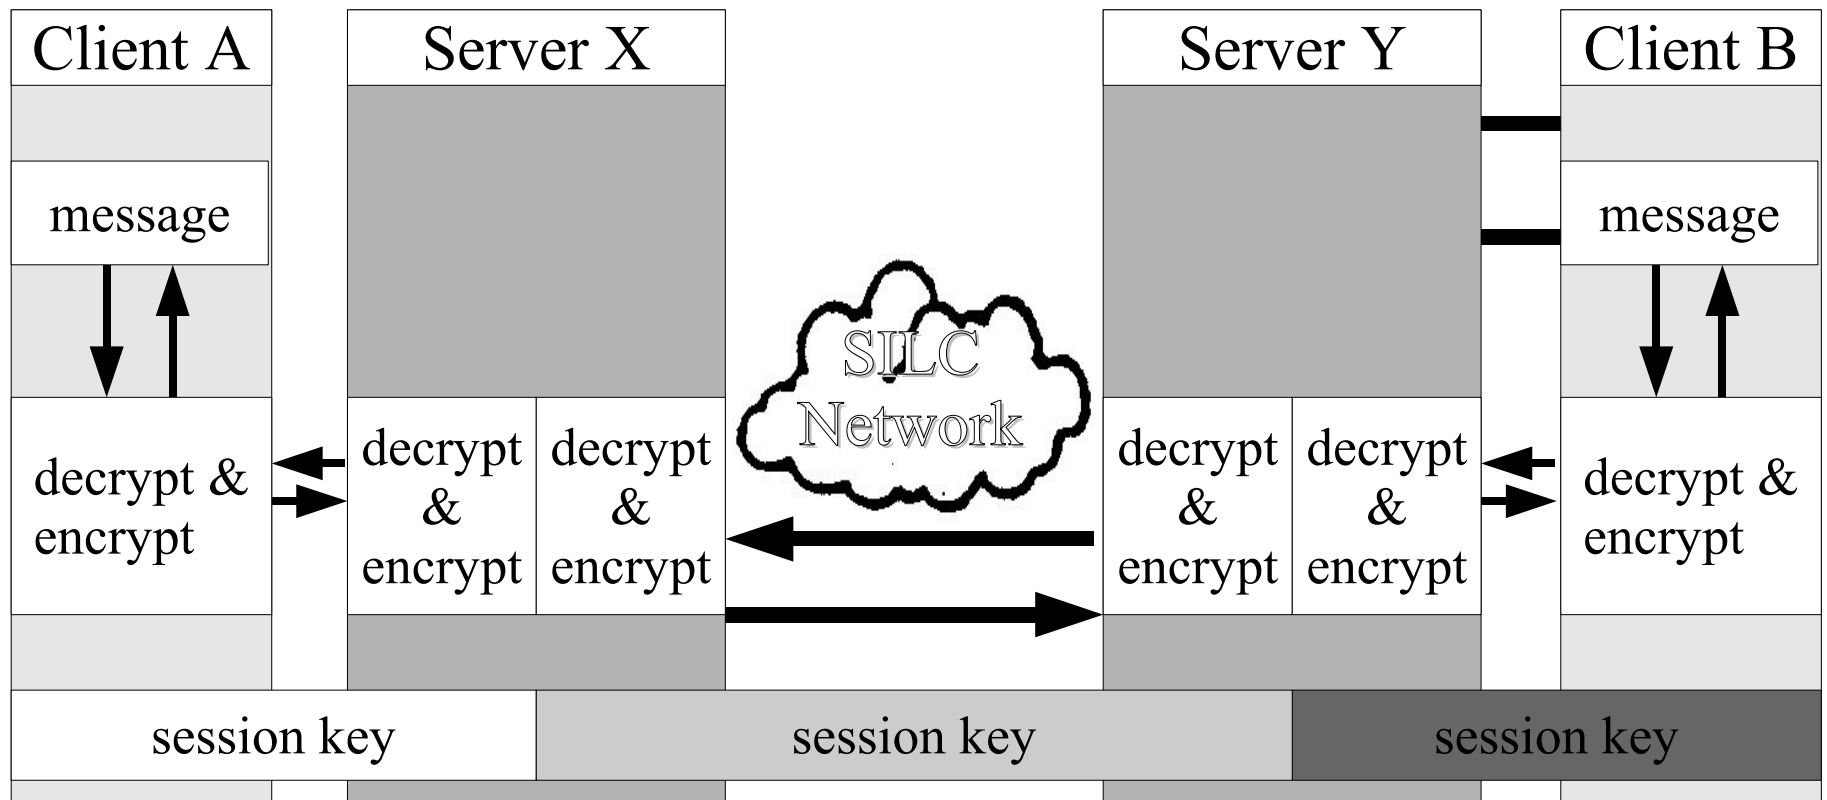 Client A
Server X
Server Y
Client B
message
message
SILC
Network
decrypt &
encrypt
decrypt
&
encrypt
decrypt
&
encrypt
decrypt
&
encrypt
decrypt
&
encrypt
decrypt &
encrypt
session key
session key
session key